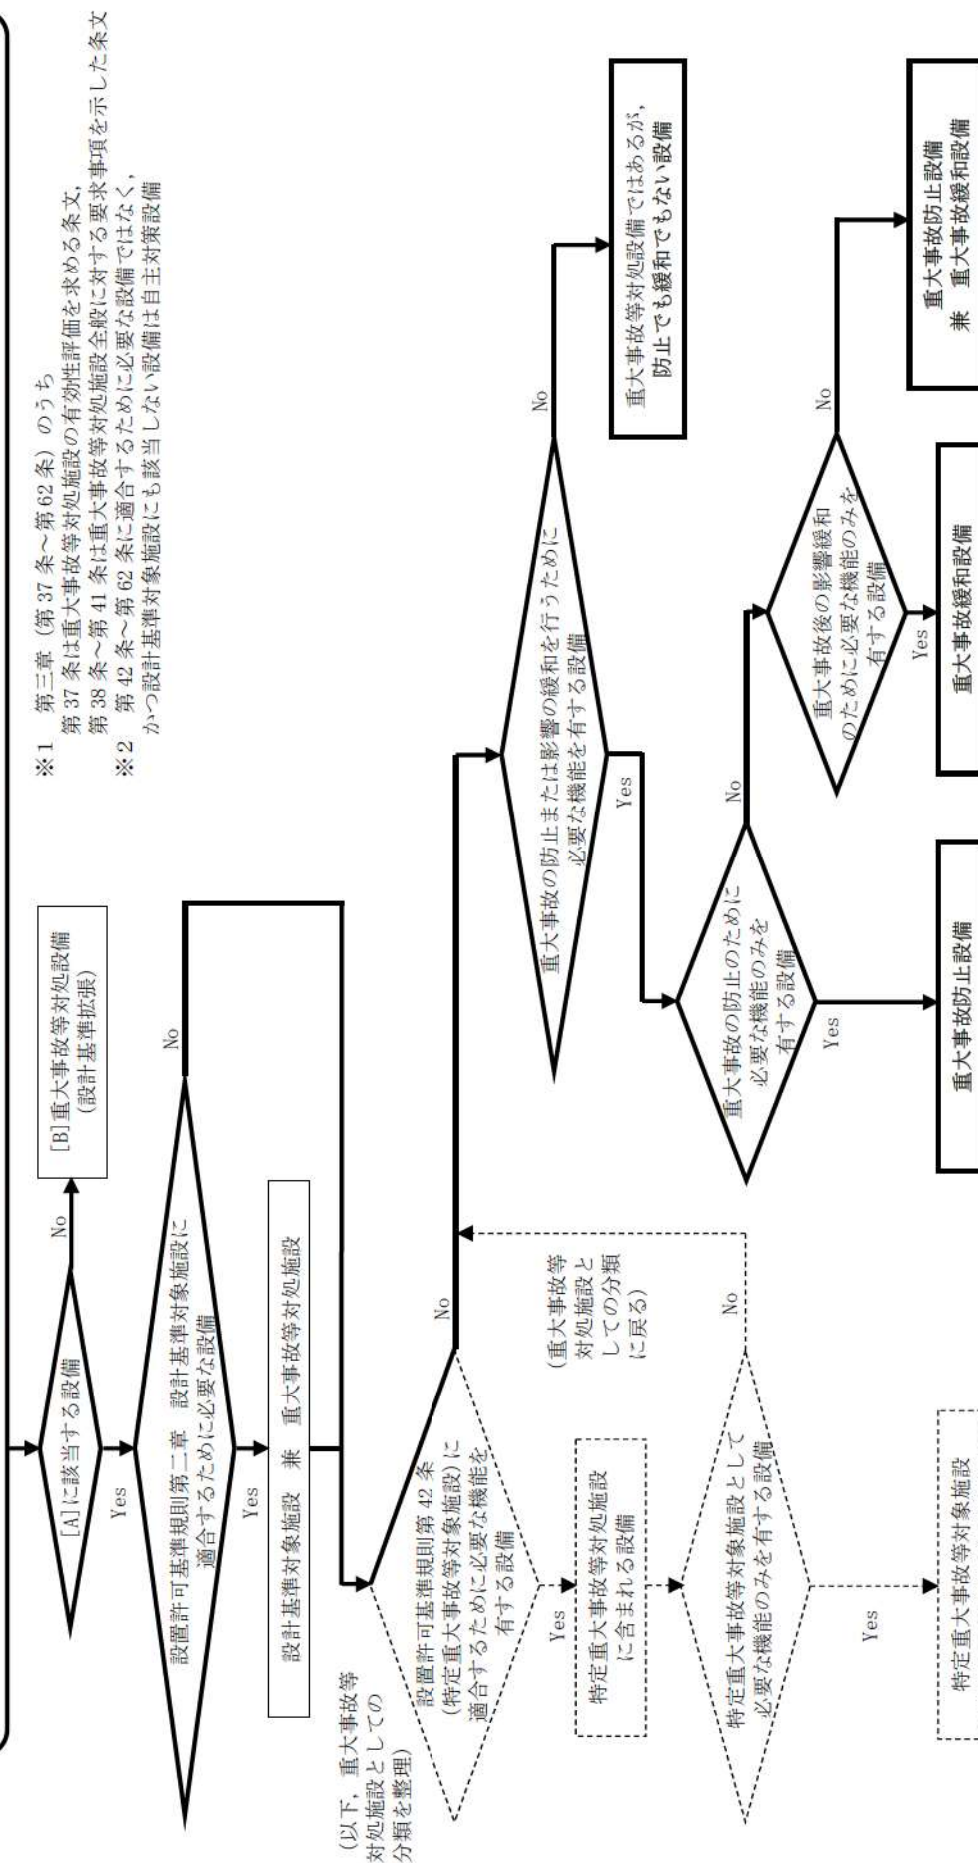 ※1　第三章（第37条～第62条）のうち
第37条は重大事故等対処施設の有効性評価を求める条文，
第38条～第41条は重大事故等対処施設全般に対する要求事項を示した条文
※2　第42条～第62条に適合するために必要な設備ではなく，
かつ設計基準対象施設にも該当しない設備は自主対策設備
[A]に該当する設備
No
[B]重大事故等対処設備
（設計基準拡張）
Yes
設置許可基準規則第二章　設計基準対象施設に
適合するために必要な設備
No
Yes
設計基準対象施設　兼　重大事故等対処施設
（以下，重大事故等
対処施設としての
分類を整理）
設置許可基準規則第42条
（特定重大事故等対象施設）に
適合するために必要な機能を
有する設備
No
Yes
特定重大事故等対処施設
に含まれる設備
（重大事故等
対処施設と
しての分類
に戻る）
特定重大事故等対象施設として
必要な機能のみを有する設備
No
Yes
特定重大事故等対象施設
重大事故の防止または影響の緩和を行うために
必要な機能を有する設備
No
重大事故等対処設備ではあるが，
防止でも緩和でもない設備
Yes
重大事故の防止のために
必要な機能のみを
有する設備
No
Yes
重大事故防止設備
重大事故後の影響緩和
のために必要な機能のみを
有する設備
No
Yes
重大事故緩和設備
重大事故防止設備
兼　重大事故緩和設備